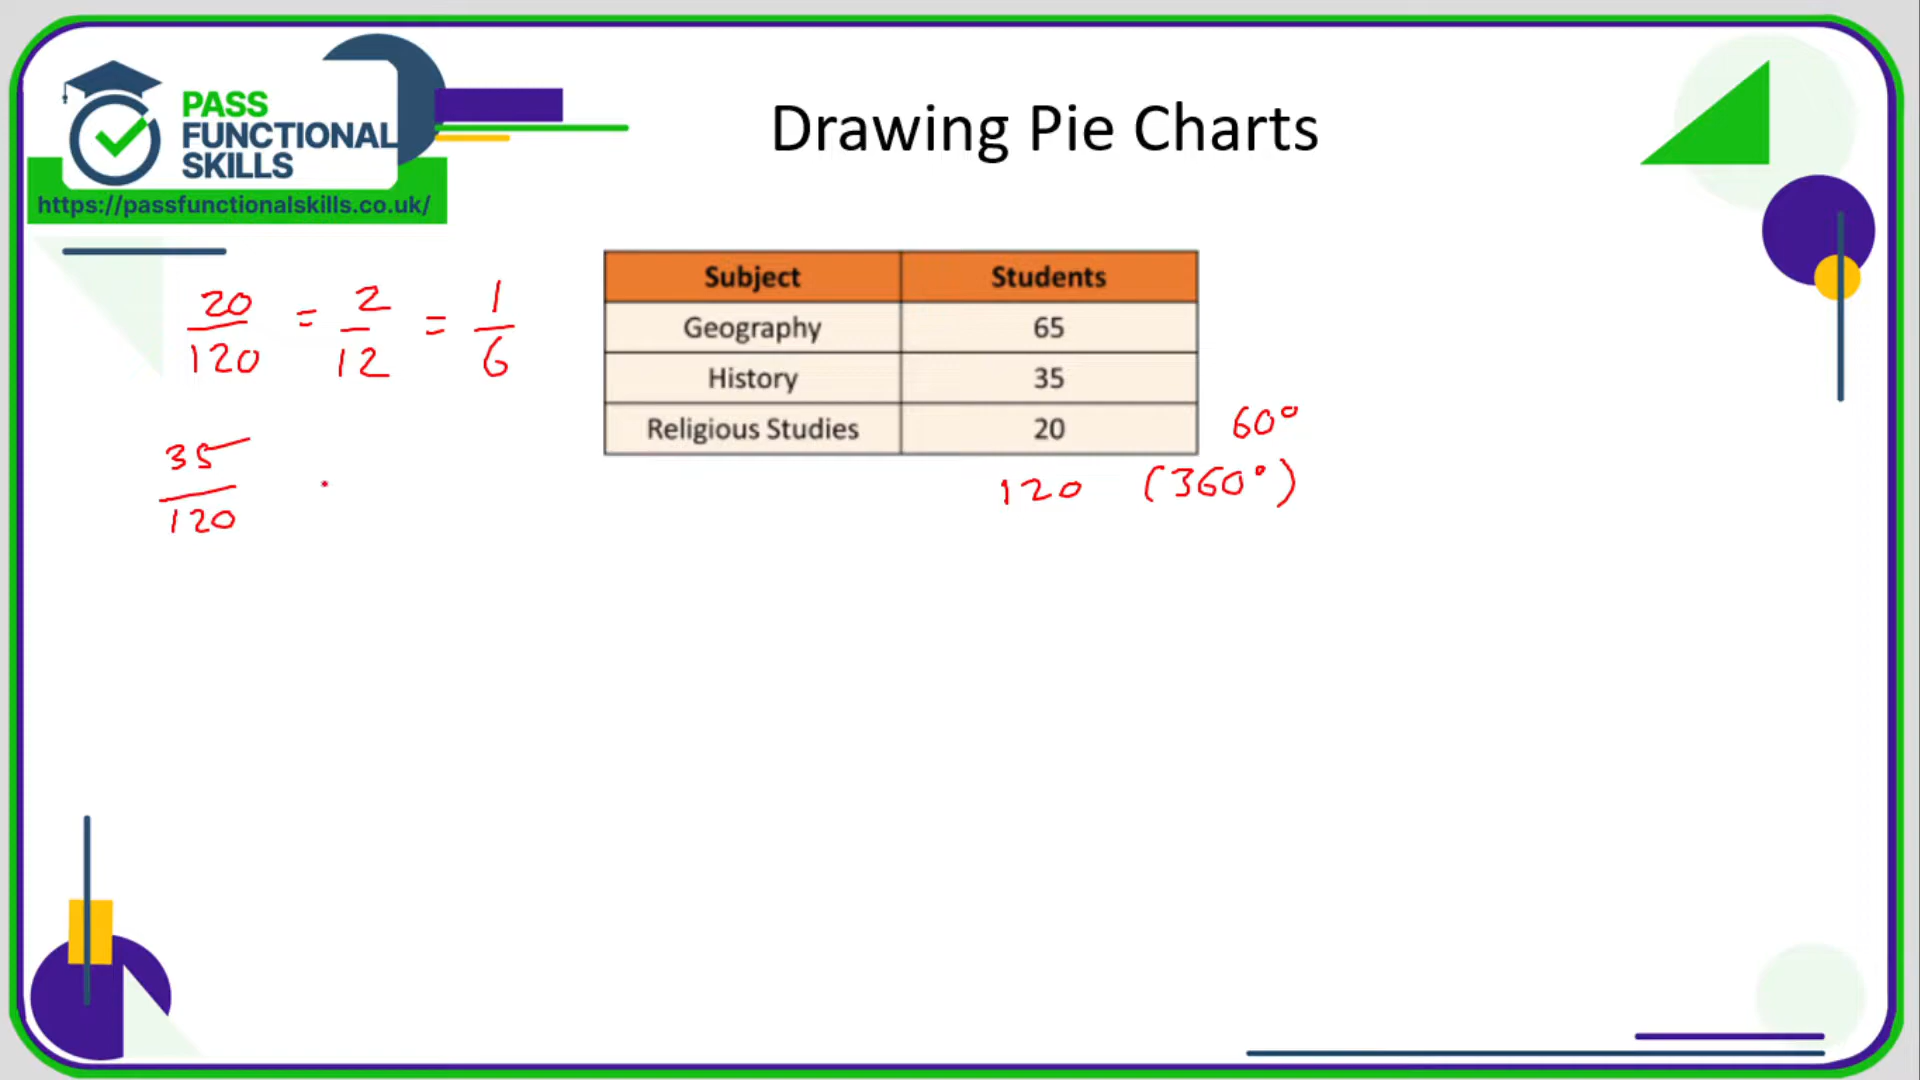 PASS
FUNCTIONAL
SKILLS
https://passfunctionalskills.co.uk/
Drawing Pie Charts
20/120 = 2/12 = 1/6
35/120
Subject Students
Geography 65
History 35
Religious Studies 20 60°
120 (360°)